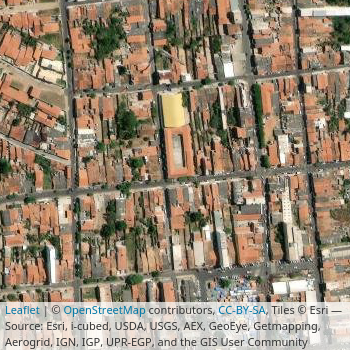 Leaflet | © OpenStreetMap contributors, CC-BY-SA, Tiles © Esri —
Source: Esri, i-cubed, USDA, USGS, AEX, GeoEye, Getmapping,
Aerogrid, IGN, IGP, UPR-EGP, and the GIS User Community